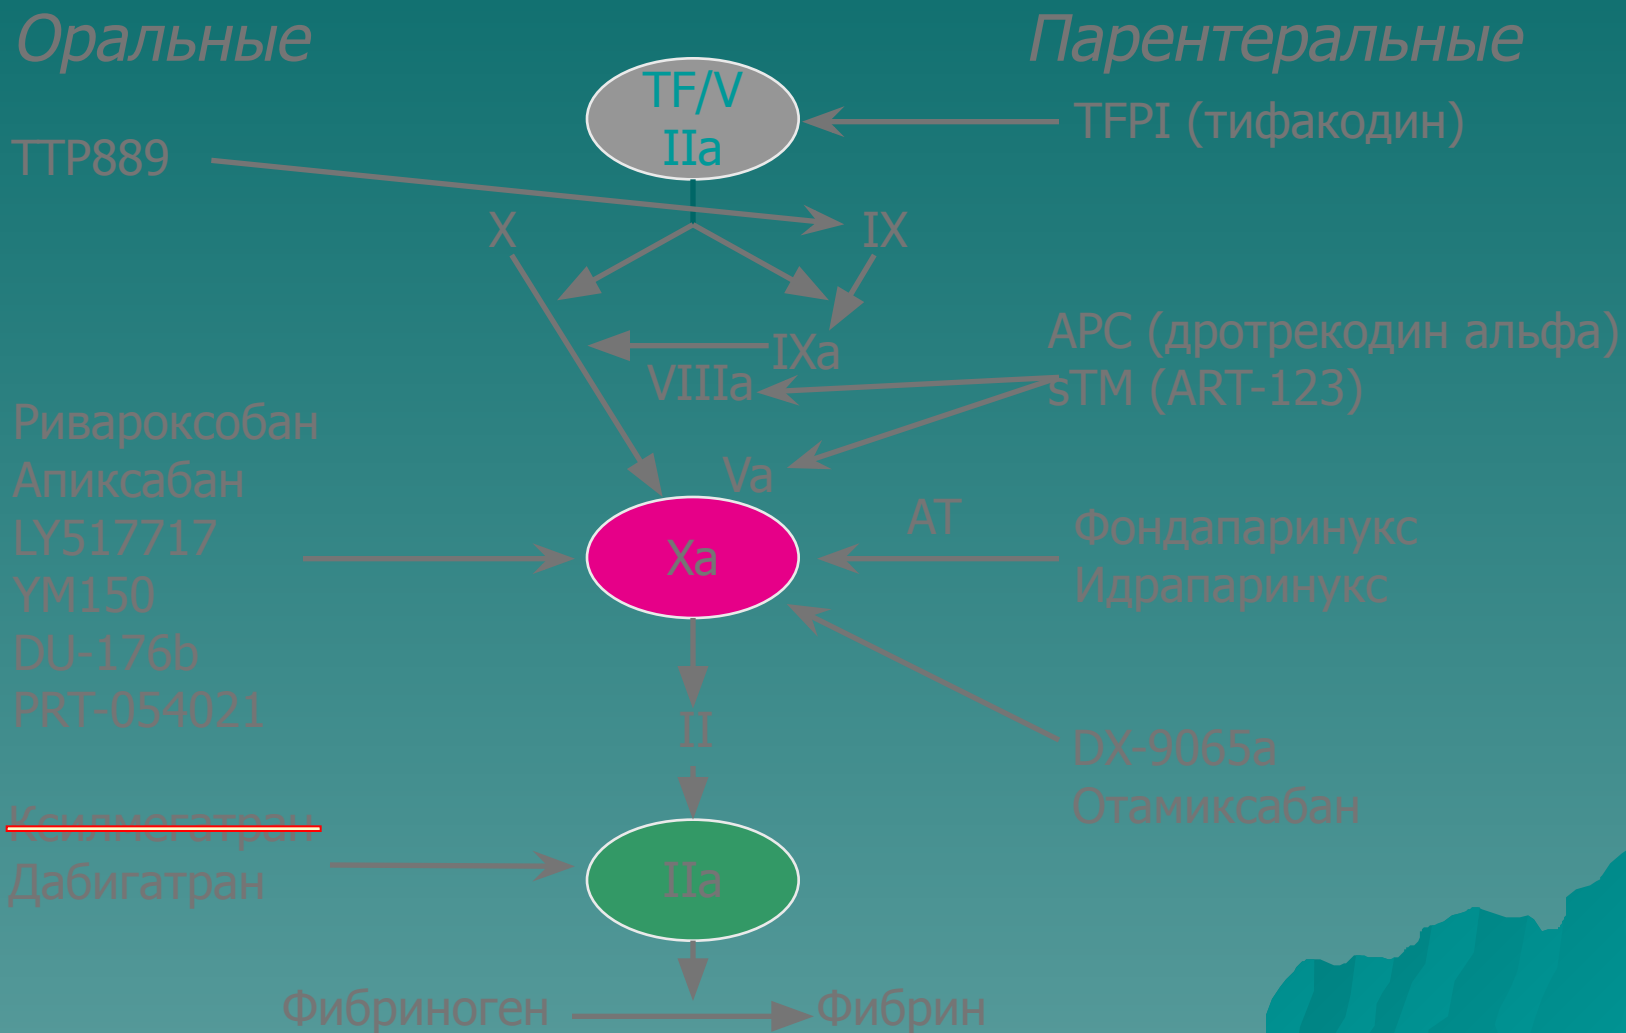 Оральные
Парентеральные
TF/V
IIa
TFPI (тифакодин)
TTP889
X
IX
IXa
VIIIa
APC (дротрекодин альфа)
sTM (ART-123)
Ривароксобан
Апиксабан
LY517717
YM150
DU-176b
PRT-054021
Va
Xa
AT
Фондапаринукс
Идрапаринукс
II
DX-9065a
Отамиксабан
Ксилмегатран
Дабигатран
IIa
Фибриноген
Фибрин